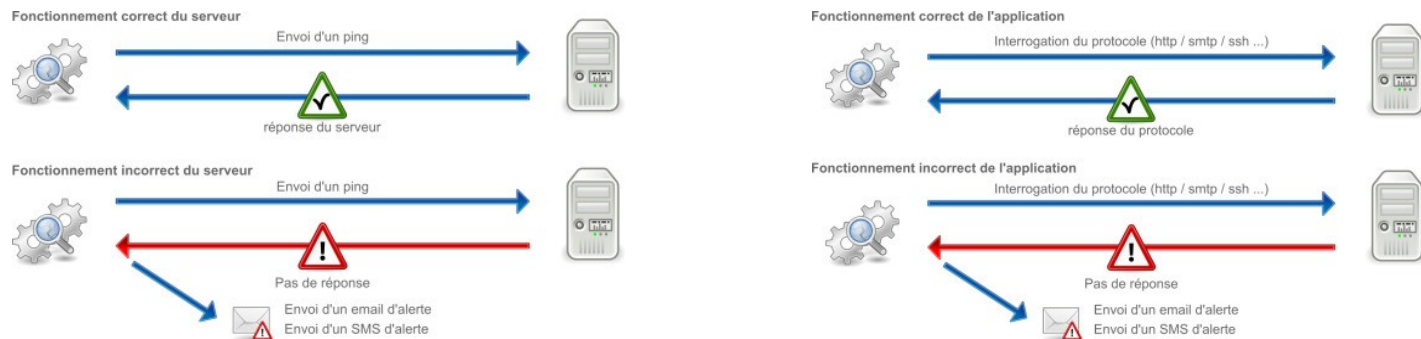 Fonctionnement correct du serveur
Envoi d'un ping
réponse du serveur
Fonctionnement incorrect du serveur
Envoi d'un ping
Pas de réponse
Envoi d'un email d'alerte
Envoi d'un SMS d'alerte
Fonctionnement correct de l'application
Interrogation du protocole (http / smtp / ssh ...)
réponse du protocole
Fonctionnement incorrect de l'application
Interrogation du protocole (http / smtp / ssh ...)
Pas de réponse
Envoi d'un email d'alerte
Envoi d'un SMS d'alerte